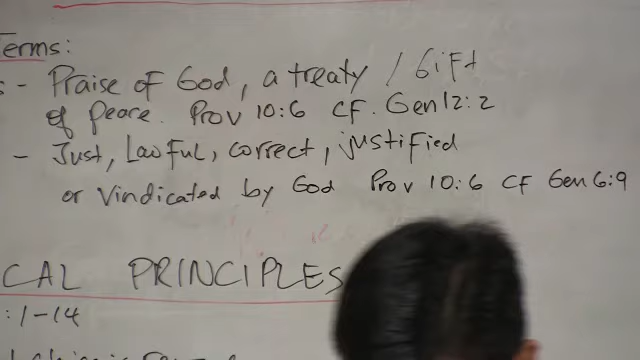 Terms:
s - Praise of God, a treaty / Gift
of peace. Prov 10:6 CF. Gen 12:2
- Just, Lawful, correct, justified
or Vindicated by God Prov 10:6 CF Gen 6:9
CAL PRINCIPLES
:1-14